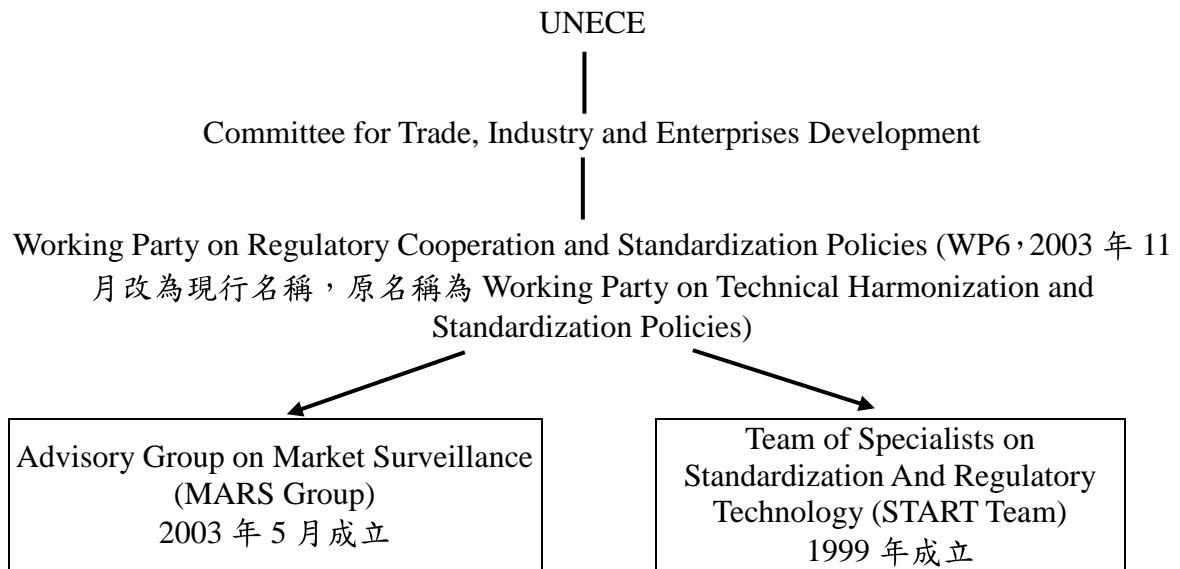 UNECE
Committee for Trade, Industry and Enterprises Development
Working Party on Regulatory Cooperation and Standardization Policies (WP6，2003 年 11
月改為現行名稱，原名稱為 Working Party on Technical Harmonization and
Standardization Policies)
Advisory Group on Market Surveillance
(MARS Group)
2003 年 5 月成立
Team of Specialists on
Standardization And Regulatory
Technology (START Team)
1999 年成立